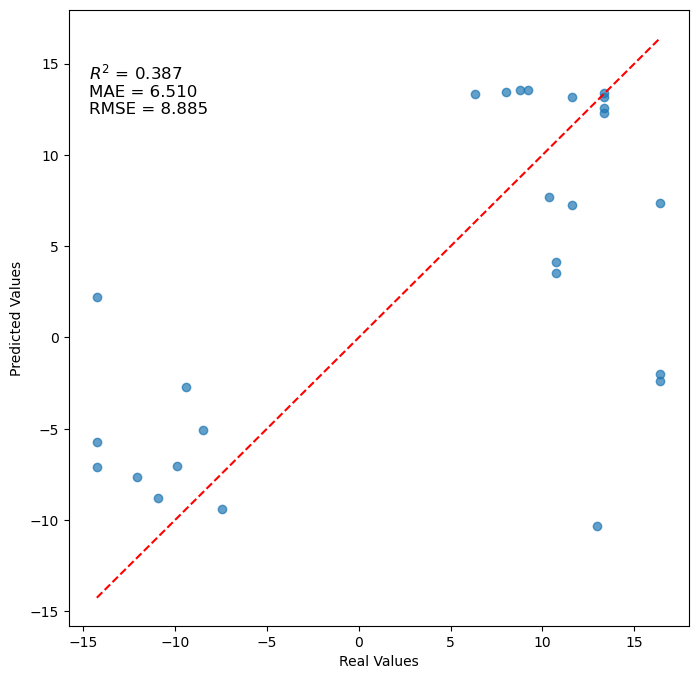 R² = 0.387
MAE = 6.510
RMSE = 8.885
15
10
5
0
−5
−10
−15
Predicted Values
−15 −10 −5 0 5 10 15
Real Values